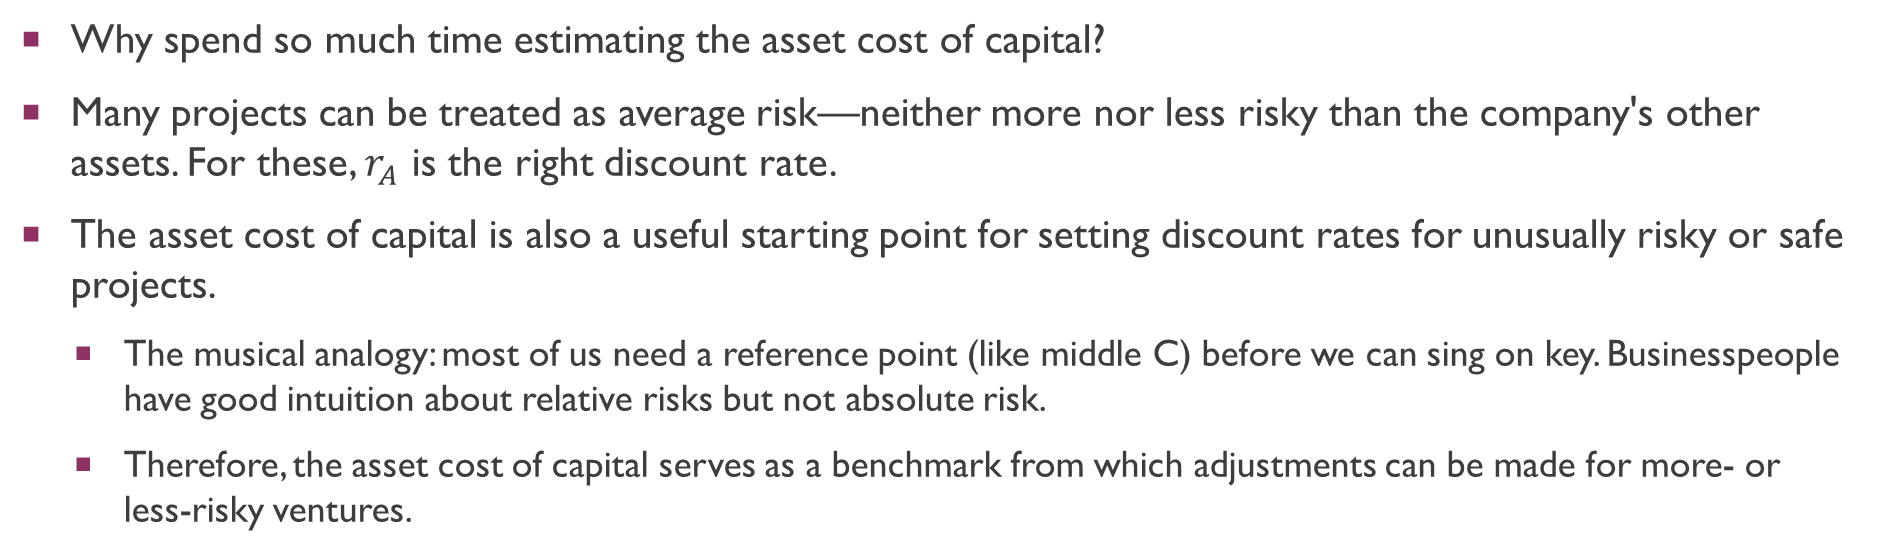 ▪ Why spend so much time estimating the asset cost of capital?
▪ Many projects can be treated as average risk—neither more nor less risky than the company's other
assets. For these, r_A is the right discount rate.
▪ The asset cost of capital is also a useful starting point for setting discount rates for unusually risky or safe
projects.
▪ The musical analogy: most of us need a reference point (like middle C) before we can sing on key. Businesspeople
have good intuition about relative risks but not absolute risk.
▪ Therefore, the asset cost of capital serves as a benchmark from which adjustments can be made for more- or
less-risky ventures.